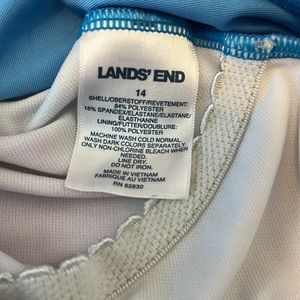 LANDS' END
14
SHELL/OBERSTOFF/REVETEMENT:
84% POLYESTER
16% SPANDEX/ELASTANE/ELASTANE/
ELASTHANNE
LINING/FUTTER/DOUBLURE:
100% POLYESTER
MACHINE WASH COLD NORMAL.
WASH DARK COLORS SEPARATELY.
ONLY NON-CHLORINE BLEACH WHEN
NEEDED.
LINE DRY.
DO NOT IRON.
MADE IN VIETNAM
FABRIQUE AU VIETNAM
RN 62830